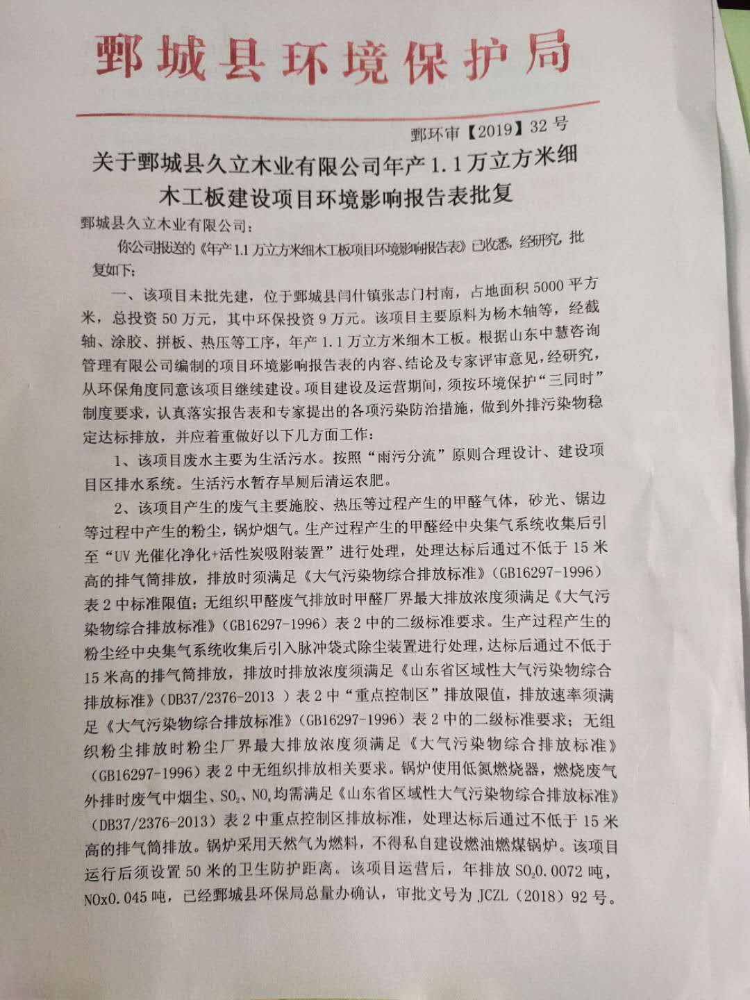 鄄城县环境保护局
鄄环审【2019】32 号
关于鄄城县久立木业有限公司年产 1.1 万立方米细
木工板建设项目环境影响报告表批复
鄄城县久立木业有限公司：
你公司报送的《年产 1.1 万立方米细木工板项目环境影响报告表》已收悉，经研究，批
复如下：
一、该项目未批先建，位于鄄城县闫什镇张志门村南，占地面积 5000 平方
米，总投资 50 万元，其中环保投资 9 万元。该项目主要原料为杨木轴等，经截
轴、涂胶、拼板、热压等工序，年产 1.1 万立方米细木工板。根据山东中慧咨询
管理有限公司编制的项目环境影响报告表的内容、结论及专家评审意见，经研究，
从环保角度同意该项目继续建设。项目建设及运营期间，须按环境保护“三同时”
制度要求，认真落实报告表和专家提出的各项污染防治措施，做到外排污染物稳
定达标排放，并应着重做好以下几方面工作：
1、该项目废水主要为生活污水。按照“雨污分流”原则合理设计、建设项
目区排水系统。生活污水暂存旱厕后清运农肥。
2、该项目产生的废气主要施胶、热压等过程产生的甲醛气体，砂光、锯边
等过程中产生的粉尘，锅炉烟气。生产过程产生的甲醛经中央集气系统收集后引
至“UV 光催化净化+活性炭吸附装置”进行处理，处理达标后通过不低于 15 米
高的排气筒排放，排放时须满足《大气污染物综合排放标准》（GB16297-1996）
表 2 中标准限值；无组织甲醛废气排放时甲醛厂界最大排放浓度须满足《大气污
染物综合排放标准》（GB16297-1996）表 2 中的二级标准要求。生产过程产生的
粉尘经中央集气系统收集后引入脉冲袋式除尘装置进行处理，达标后通过不低于
15 米高的排气筒排放，排放时排放浓度须满足《山东省区域性大气污染物综合
排放标准》（DB37/2376-2013 ）表 2 中“重点控制区”排放限值，排放速率须满
足《大气污染物综合排放标准》（GB16297-1996）表 2 中的二级标准要求；无组
织粉尘排放时粉尘厂界最大排放浓度须满足《大气污染物综合排放标准》
（GB16297-1996）表 2 中无组织排放相关要求。锅炉使用低氮燃烧器，燃烧废气
外排时废气中烟尘、SO₂、NOₓ均需满足《山东省区域性大气污染物综合排放标准》
（DB37/2376-2013）表 2 中重点控制区排放标准，处理达标后通过不低于 15 米
高的排气筒排放。锅炉采用天然气为燃料，不得私自建设燃油燃煤锅炉。该项目
运行后须设置 50 米的卫生防护距离。该项目运营后，年排放 SO₂0.0072 吨，
NOx0.045 吨，已经鄄城县环保局总量办确认，审批文号为 JCZL（2018）92 号。